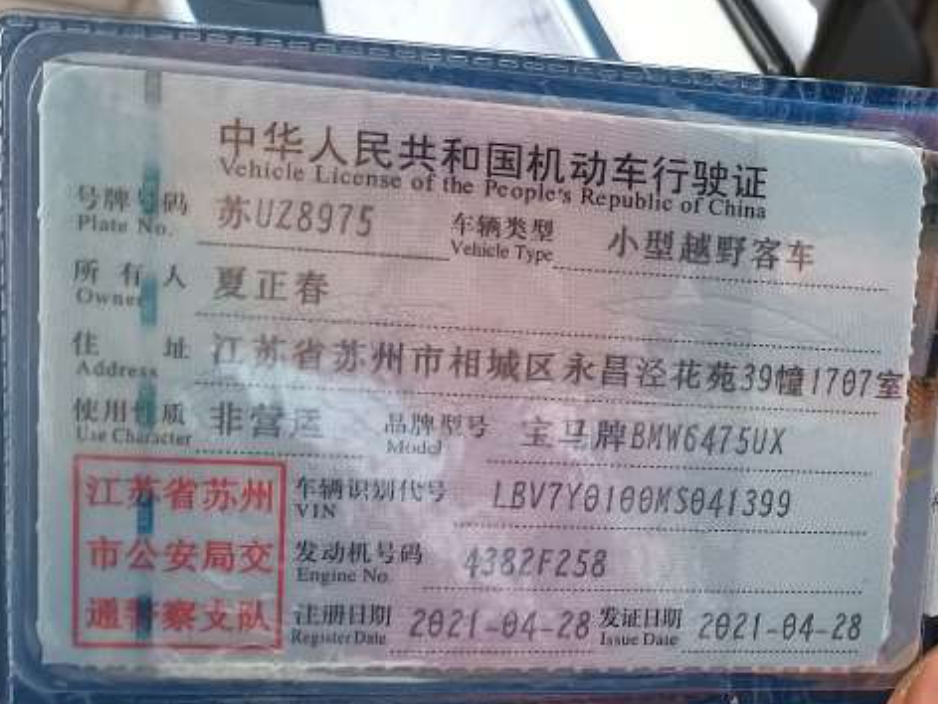 中华人民共和国机动车行驶证
Vehicle License of the People's Republic of China
号牌号码 苏UZ8975 车辆类型 小型越野客车
Plate No. Vehicle Type
所有人 夏正春
Owner
住址 江苏省苏州市相城区永昌泾花苑39幢1707室
Address
使用性质 非营运 品牌型号 宝马牌BMW6475UX
Use Character Model
江苏省苏州
市公安局交
通警察支队
车辆识别代号 LBV7Y0100MS041399
VIN
发动机号码 4382F258
Engine No.
注册日期 2021-04-28 发证日期 2021-04-28
Register Date Issue Date